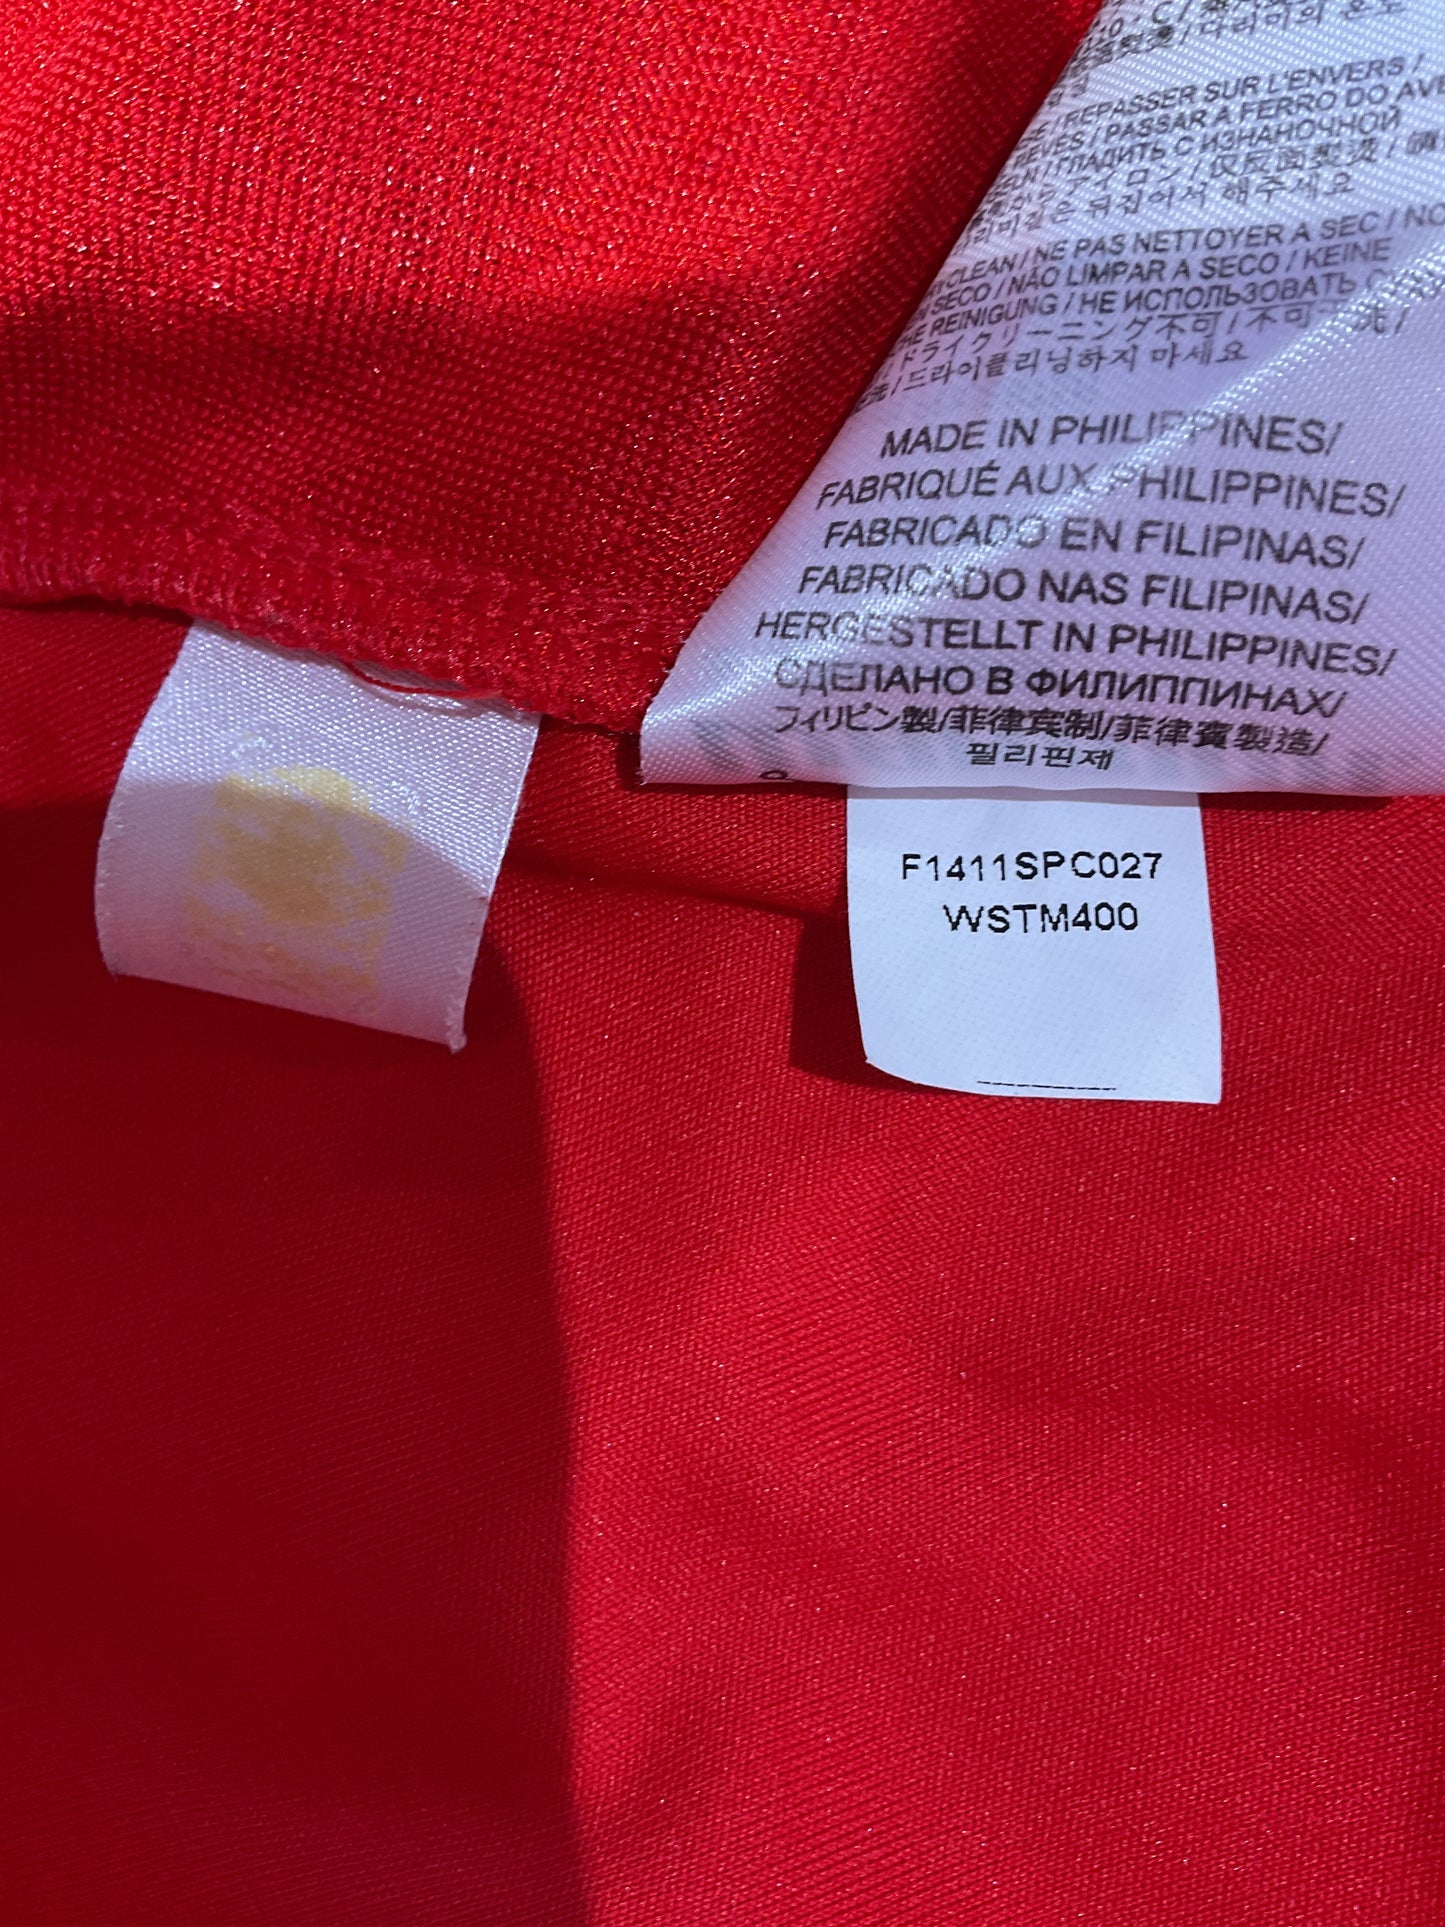 REPASSER SUR L'ENVERS /
/ PASSAR A FERRO DO AVE
/ ГЛАДИТЬ С ИЗНАНОЧНОЙ
CLEAN / NE PAS NETTOYER A SEC / NO
SECO / NÃO LIMPAR A SECO / KEINE
REINIGUNG / НЕ ИСПОЛЬЗОВАТЬ
ドライクリーニング不可 / 不可
/ 드라이클리닝하지 마세요
MADE IN PHILIPPINES/
FABRIQUÉ AUX PHILIPPINES/
FABRICADO EN FILIPINAS/
FABRICADO NAS FILIPINAS/
HERGESTELLT IN PHILIPPINES/
СДЕЛАНО В ФИЛИППИНАХ/
フィリピン製/菲律宾制/菲律賓製造/
필리핀제
F1411SPC027
WSTM400